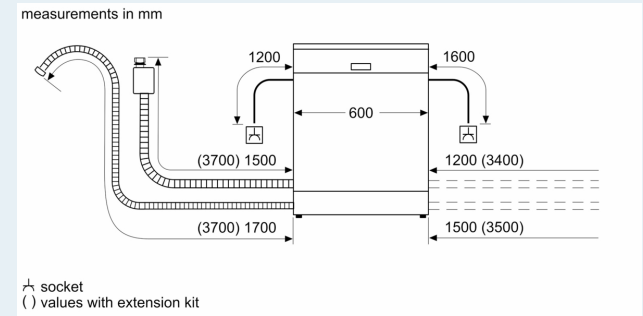 measurements in mm
1200
1600
600
(3700) 1500
1200 (3400)
(3700) 1700
1500 (3500)
socket
( ) values with extension kit